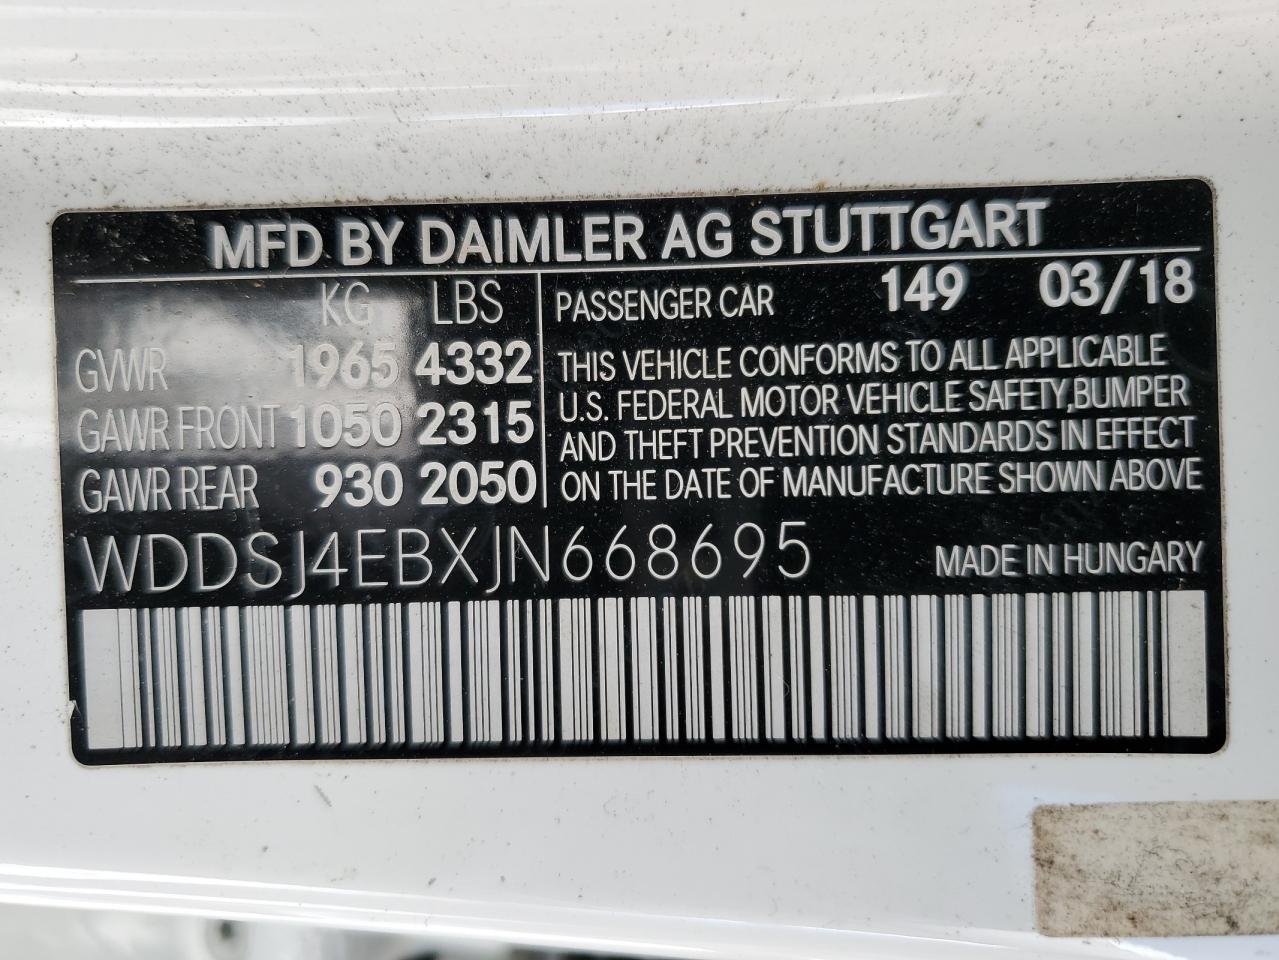 MFD BY DAIMLER AG STUTTGART
KG LBS
GVWR 1965 4332
GAWR FRONT 1050 2315
GAWR REAR 930 2050
PASSENGER CAR 149 03/18
THIS VEHICLE CONFORMS TO ALL APPLICABLE
U.S. FEDERAL MOTOR VEHICLE SAFETY,BUMPER
AND THEFT PREVENTION STANDARDS IN EFFECT
ON THE DATE OF MANUFACTURE SHOWN ABOVE
WDDSJ4EBXJN668695 MADE IN HUNGARY